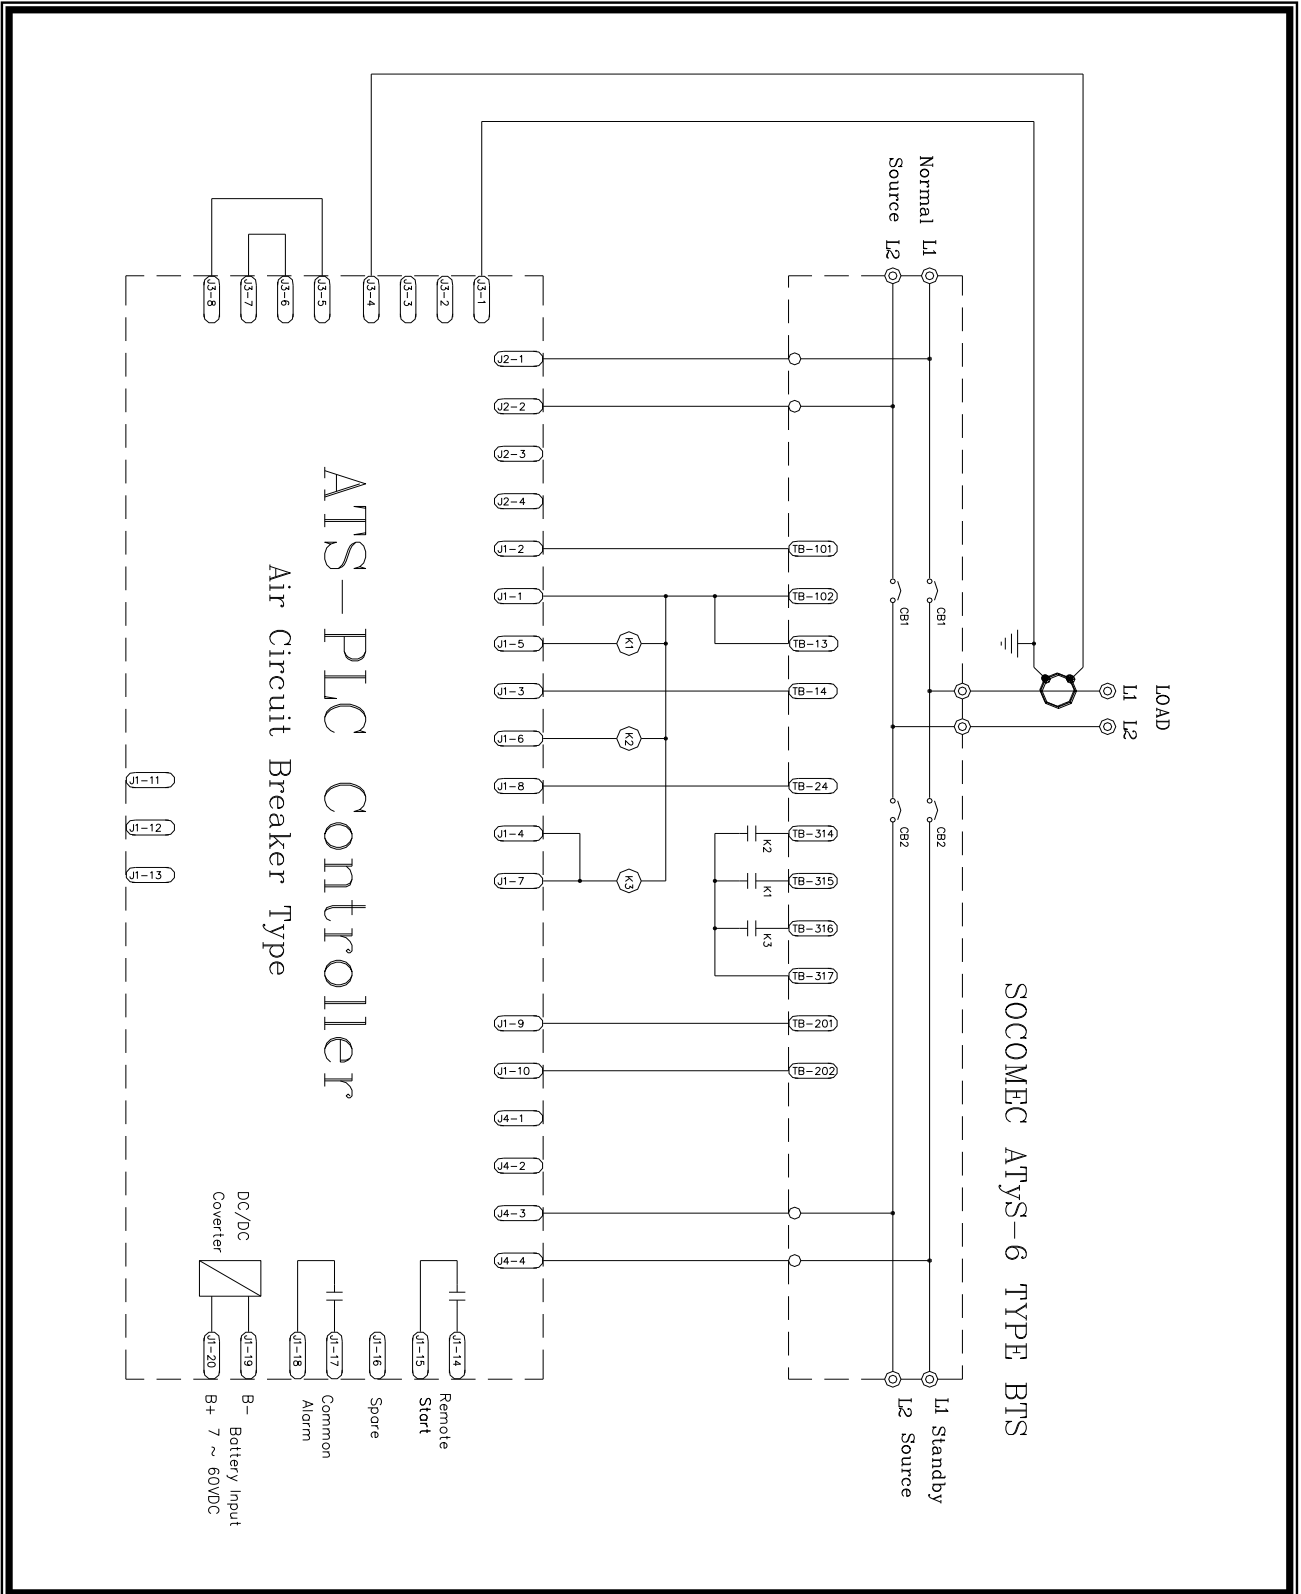 SOCOMEC ATyS-6 TYPE BTS
LOAD
L1
L2
Normal L1
Source L2
CB1
CB1
CB2
CB2
L1 Standby
L2 Source
TB-101
TB-102
TB-13
TB-14
TB-24
TB-314
TB-315
TB-316
TB-317
TB-201
TB-202
K2
K1
K3
K1
K2
K3
J2-1
J2-2
J2-3
J2-4
J1-2
J1-1
J1-5
J1-3
J1-6
J1-8
J1-4
J1-7
J1-9
J1-10
J4-1
J4-2
J4-3
J4-4
J3-1
J3-2
J3-3
J3-4
J3-5
J3-6
J3-7
J3-8
ATS-PLC Controller
Air Circuit Breaker Type
J1-11
J1-12
J1-13
J1-14
J1-15
J1-16
J1-17
J1-18
J1-19
J1-20
Remote
Start
Spare
Common
Alarm
DC/DC
Coverter
B- Battery Input
B+ 7 ~ 60VDC